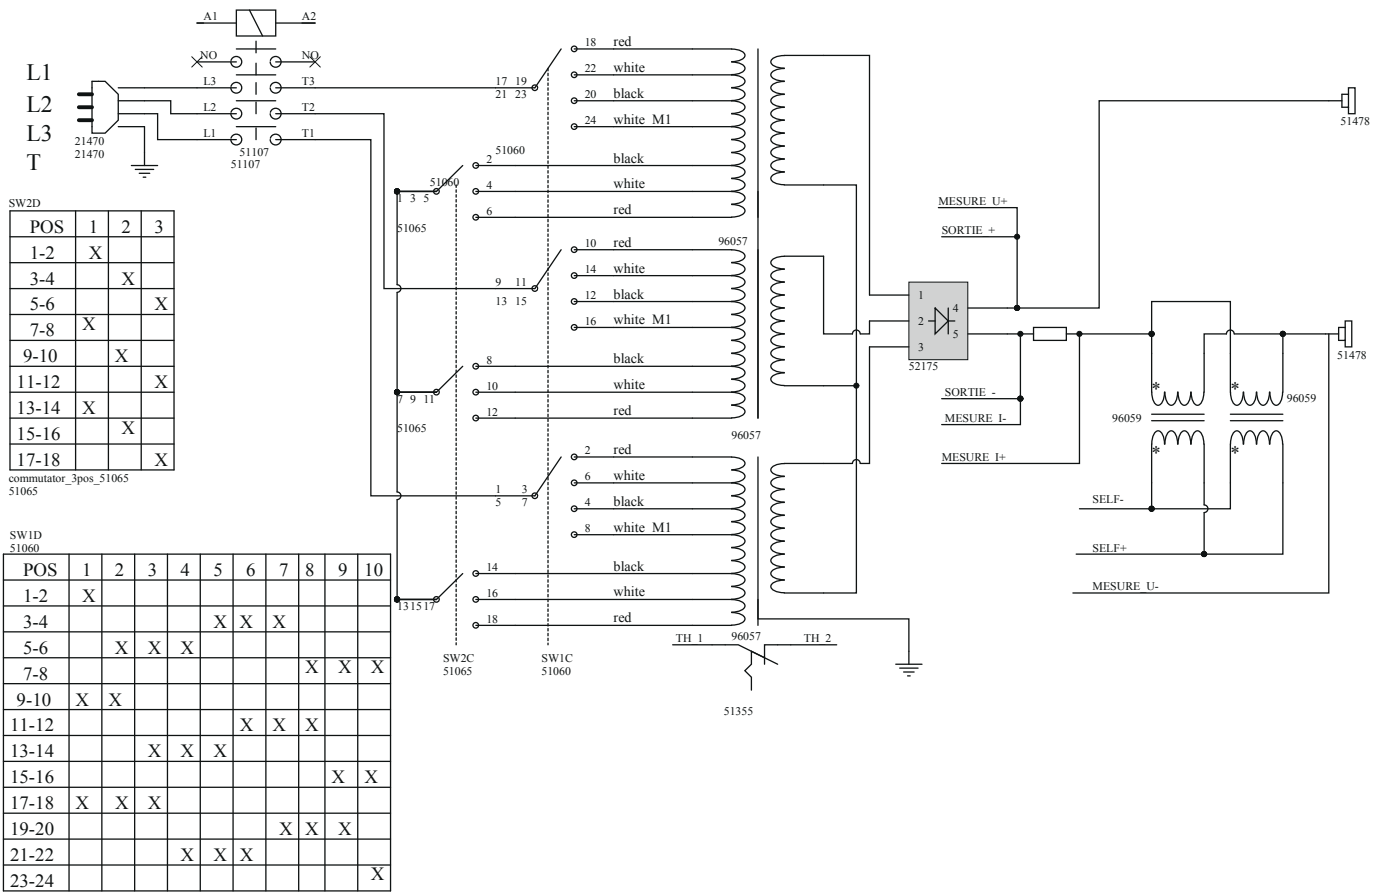 A1 A2
NO NO
L1
L2
L3
T
L3 T3
L2 T2
L1 T1
21470
21470
51107
51107
17 19
21 23
18 red
22 white
20 black
24 white M1
51060
2 black
51060
4 white
1 3 5
6 red
51065
96057
10 red
9 11
14 white
13 15
12 black
16 white M1
8 black
10 white
7 9 11
12 red
51065
96057
2 red
6 white
1 3
5 7
4 black
8 white M1
14 black
16 white
13 15 17
18 red
SW2C
51065
SW1C
51060
TH 1 96057 TH 2
51355
51478
MESURE U+
SORTIE +
1
2
3
4
5
52175
SORTIE -
MESURE I-
MESURE I+
51478
* *
96059
96059
* *
SELF-
SELF+
MESURE U-
SW2D
POS 1 2 3
1-2 X
3-4 X
5-6 X
7-8 X
9-10 X
11-12 X
13-14 X
15-16 X
17-18 X
commutator_3pos_51065
51065
SW1D
51060
POS 1 2 3 4 5 6 7 8 9 10
1-2 X
3-4 X X X
5-6 X X X
7-8 X X X
9-10 X X
11-12 X X X
13-14 X X X
15-16 X X
17-18 X X X
19-20 X X X
21-22 X X X
23-24 X